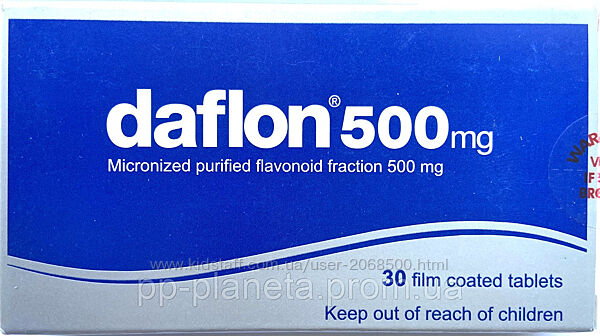 daflon® 500mg
Micronized purified flavonoid fraction 500 mg
www.kidstaff.com.ua/user-2068500.html
30 film coated tablets
pp-planeta.prom.ua
Keep out of reach of children